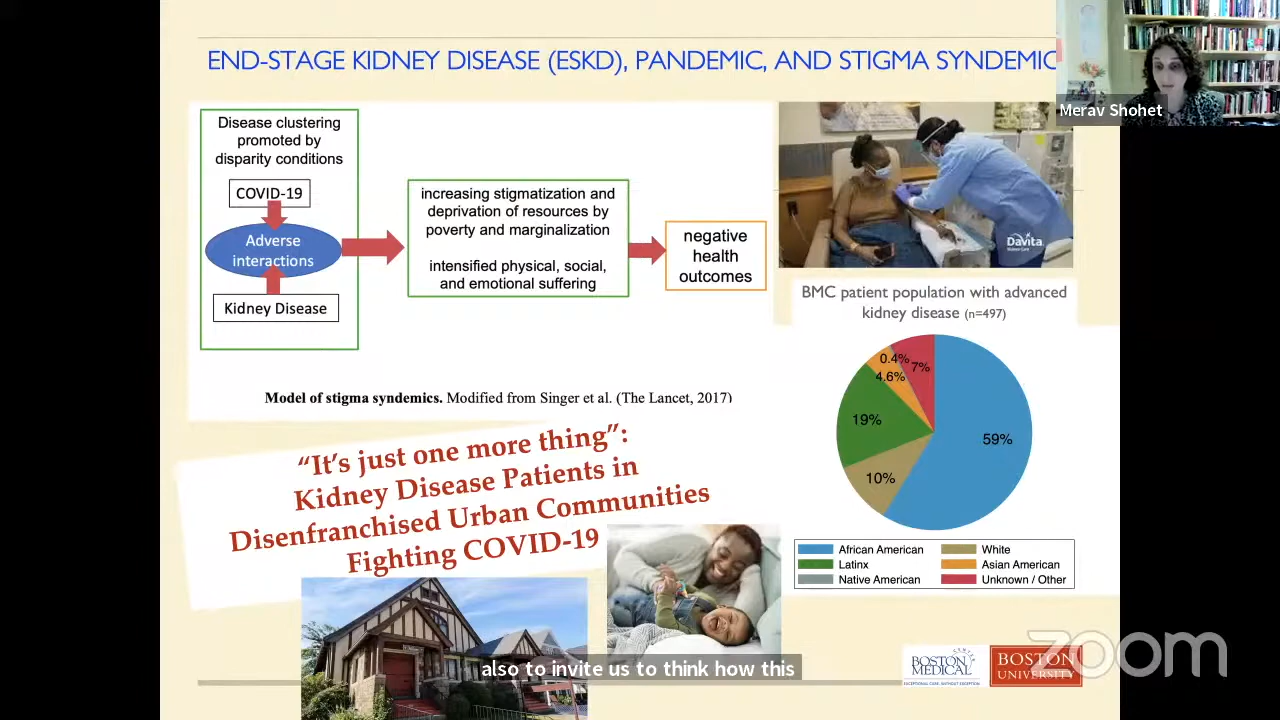 END-STAGE KIDNEY DISEASE (ESKD), PANDEMIC, AND STIGMA SYNDEMIC
Merav Shohet
Disease clustering
promoted by
disparity conditions
COVID-19
Adverse
interactions
Kidney Disease
increasing stigmatization and
deprivation of resources by
poverty and marginalization
intensified physical, social,
and emotional suffering
negative
health
outcomes
Model of stigma syndemics. Modified from Singer et al. (The Lancet, 2017)
DaVita
BMC patient population with advanced
kidney disease (n=497)
0.4%
7%
4.6%
19%
59%
10%
African American
White
Latinx
Asian American
Native American
Unknown / Other
“It’s just one more thing”:
Kidney Disease Patients in
Disenfranchised Urban Communities
Fighting COVID-19
also to invite us to think how this
BOSTON
MEDICAL
CENTER
EXCEPTIONAL CARE. WITHOUT EXCEPTION.
BOSTON
UNIVERSITY
zoom